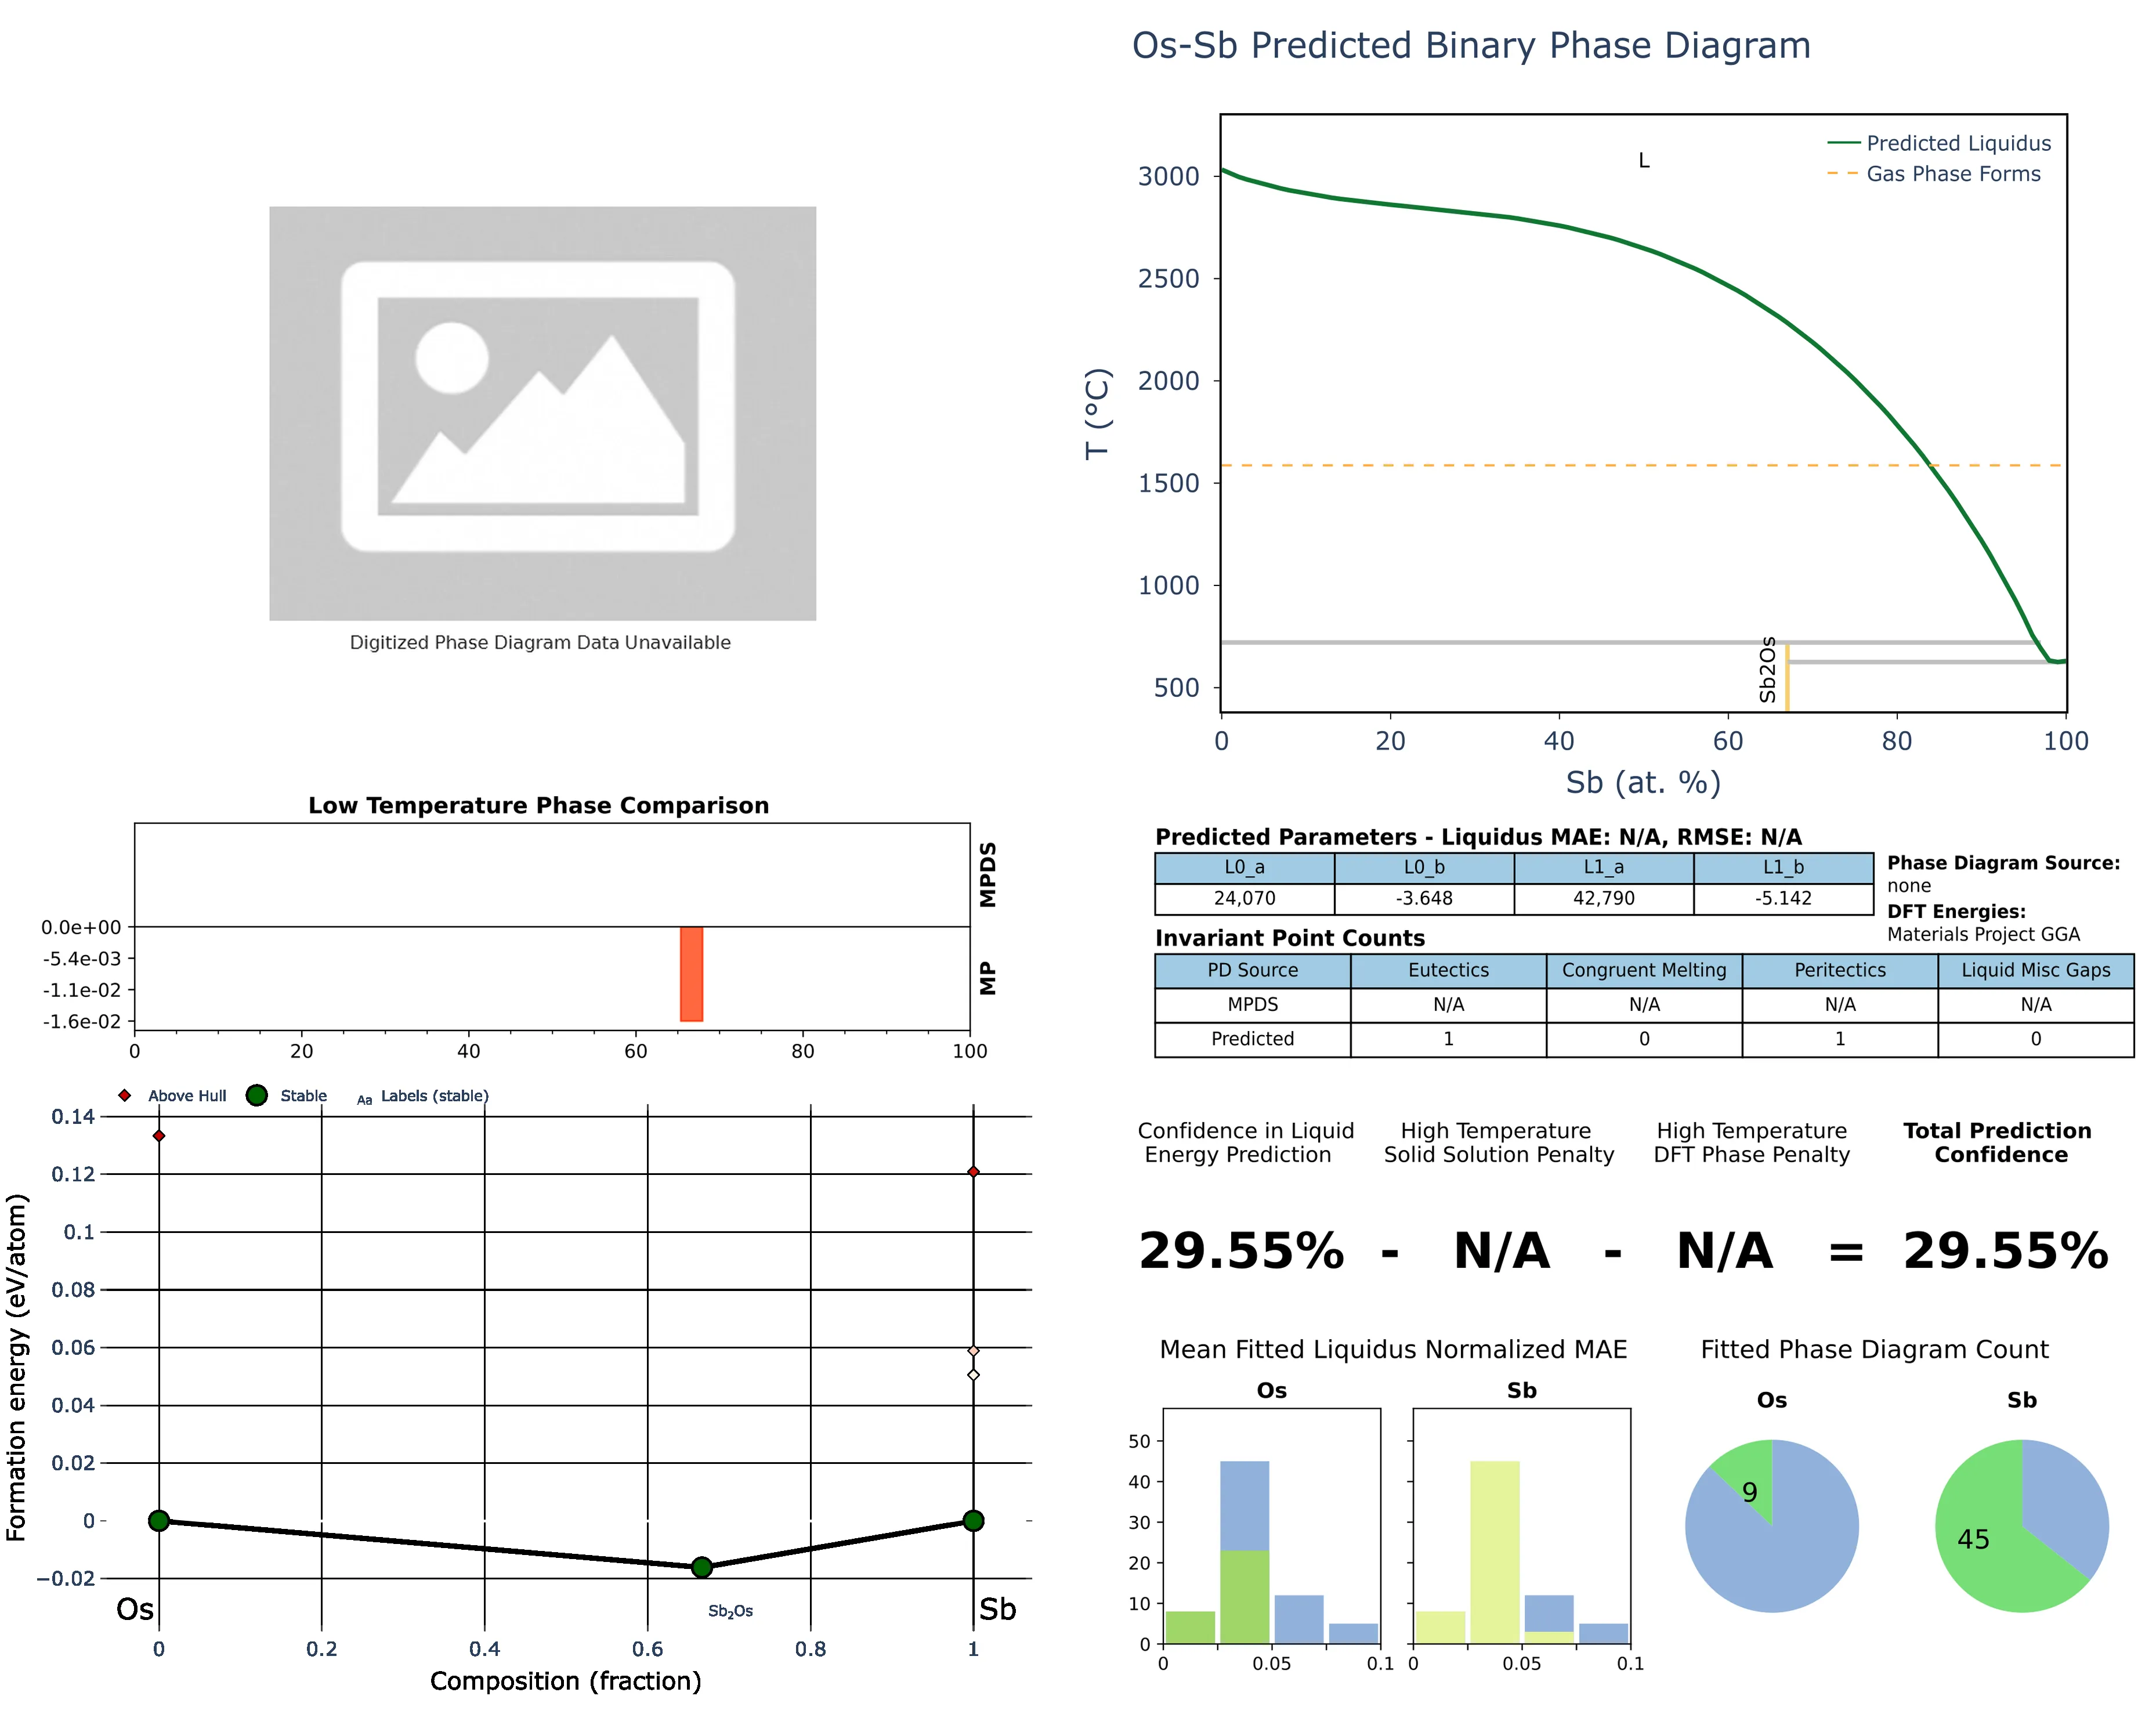 Os-Sb Predicted Binary Phase Diagram
Predicted Liquidus
Gas Phase Forms
L
3000
2500
2000
1500
1000
500
T (°C)
Sb2Os
0 20 40 60 80 100
Sb (at. %)
Digitized Phase Diagram Data Unavailable
Low Temperature Phase Comparison
MPDS
MP
0.0e+00
-5.4e-03
-1.1e-02
-1.6e-02
0 20 40 60 80 100
Predicted Parameters - Liquidus MAE: N/A, RMSE: N/A
L0_a L0_b L1_a L1_b
24,070 -3.648 42,790 -5.142
Phase Diagram Source:
none
DFT Energies:
Materials Project GGA
Invariant Point Counts
PD Source Eutectics Congruent Melting Peritectics Liquid Misc Gaps
MPDS N/A N/A N/A N/A
Predicted 1 0 1 0
Above Hull Stable Aa Labels (stable)
0.14
0.12
0.1
0.08
0.06
0.04
0.02
0
−0.02
Formation energy (eV/atom)
Os
Sb₂Os
Sb
0 0.2 0.4 0.6 0.8 1
Composition (fraction)
Confidence in Liquid
Energy Prediction
High Temperature
Solid Solution Penalty
High Temperature
DFT Phase Penalty
Total Prediction
Confidence
29.55% - N/A - N/A = 29.55%
Mean Fitted Liquidus Normalized MAE
Os
Sb
50
40
30
20
10
0
0 0.05 0.1
0 0.05 0.1
Fitted Phase Diagram Count
Os
9
Sb
45